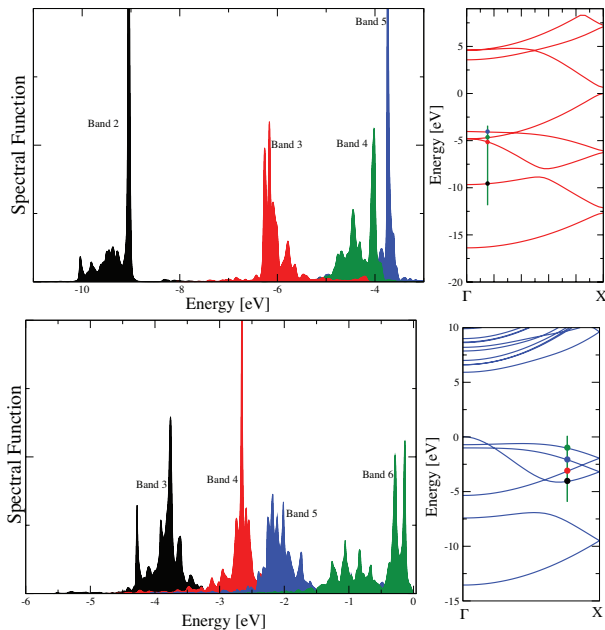 Spectral Function
Band 2
Band 3
Band 4
Band 5
-10
-8
-6
-4
Energy [eV]
Energy [eV]
5
0
-5
-10
-15
-20
Γ
X
Spectral Function
Band 3
Band 4
Band 5
Band 6
-6
-5
-4
-3
-2
-1
0
Energy [eV]
Energy [eV]
10
5
0
-5
-10
-15
Γ
X